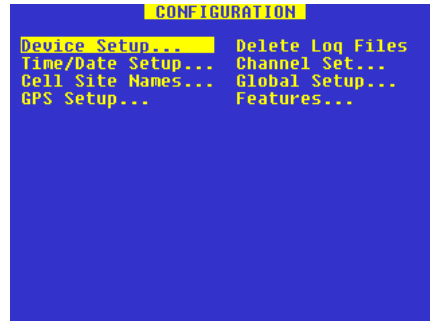 CONFIGURATION
Device Setup... Delete Log Files
Time/Date Setup... Channel Set...
Cell Site Names... Global Setup...
GPS Setup... Features...